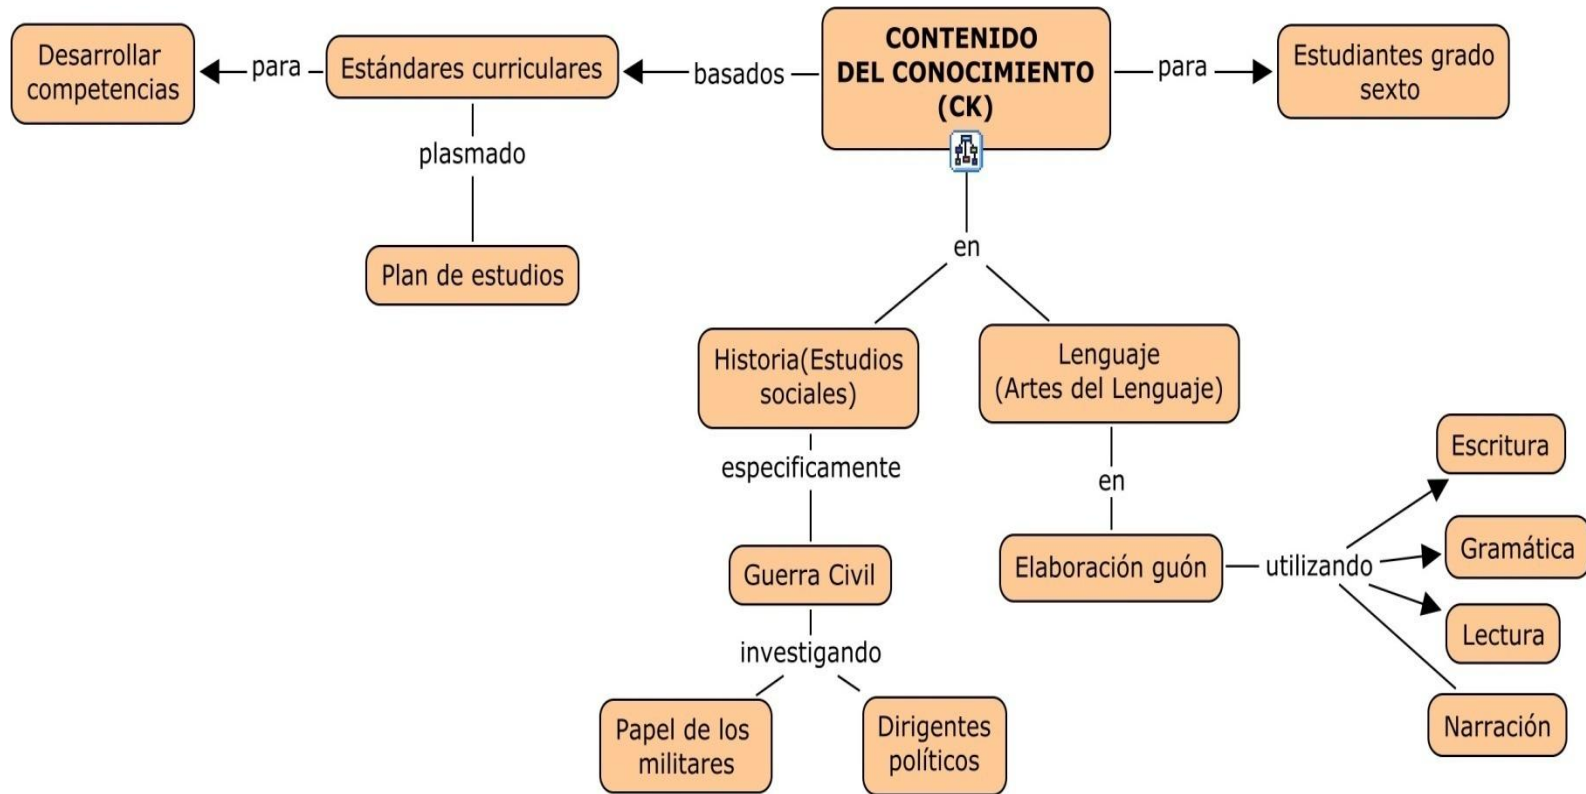 CONTENIDO
DEL CONOCIMIENTO
(CK)
Desarrollar
competencias
para
Estándares curriculares
basados
para
Estudiantes grado
sexto
plasmado
Plan de estudios
en
Historia(Estudios
sociales)
Lenguaje
(Artes del Lenguaje)
especificamente
en
Guerra Civil
Elaboración guón
utilizando
Escritura
Gramática
Lectura
Narración
investigando
Papel de los
militares
Dirigentes
políticos